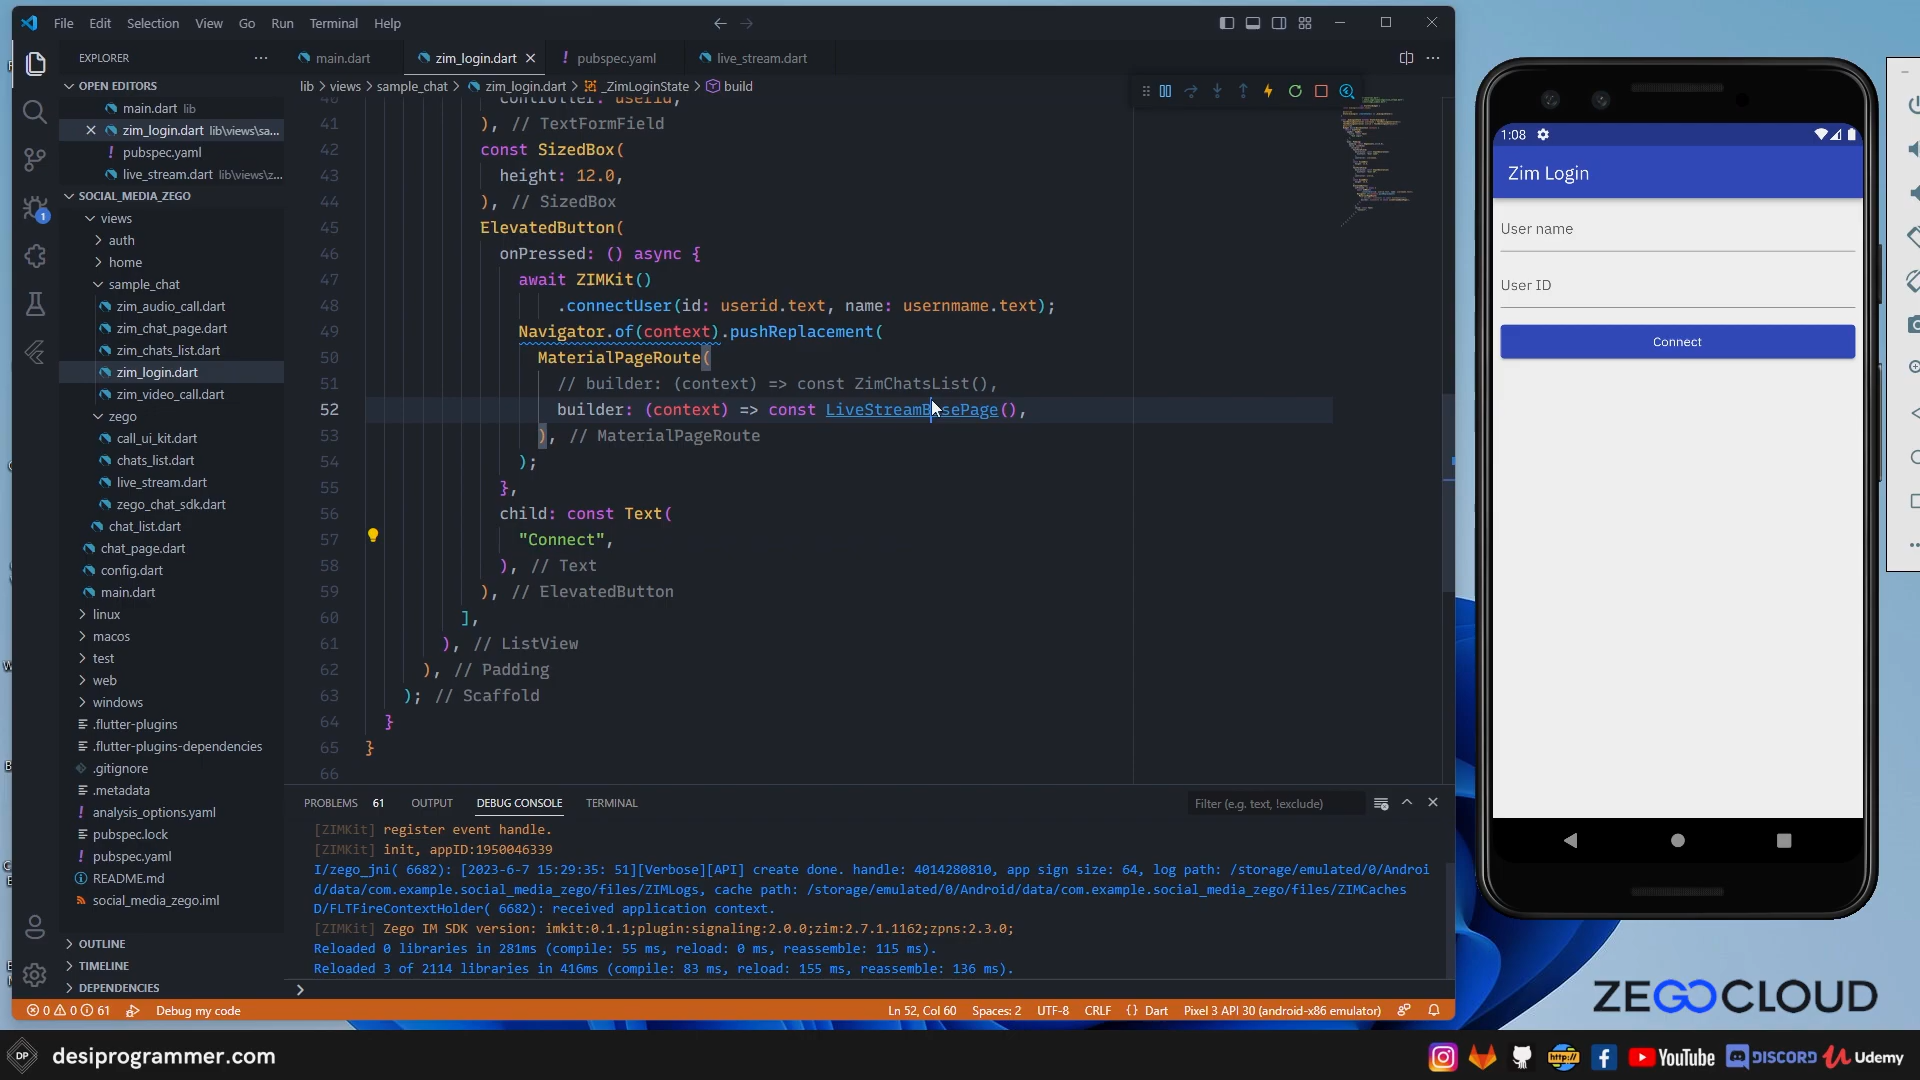 File Edit Selection View Go Run Terminal Help
EXPLORER
main.dart
zim_login.dart
pubspec.yaml
live_stream.dart
OPEN EDITORS
main.dart lib
zim_login.dart lib\views\sa...
pubspec.yaml
live_stream.dart lib\views\z...
SOCIAL_MEDIA_ZEGO
views
auth
home
sample_chat
zim_audio_call.dart
zim_chat_page.dart
zim_chats_list.dart
zim_login.dart
zim_video_call.dart
zego
call_ui_kit.dart
chats_list.dart
live_stream.dart
zego_chat_sdk.dart
chat_list.dart
chat_page.dart
config.dart
main.dart
linux
macos
test
web
windows
.flutter-plugins
.flutter-plugins-dependencies
.gitignore
.metadata
analysis_options.yaml
pubspec.lock
pubspec.yaml
README.md
social_media_zego.iml
OUTLINE
TIMELINE
DEPENDENCIES
lib > views > sample_chat > zim_login.dart > _ZimLoginState > build
40 controller: userid,
41 ), // TextFormField
42 const SizedBox(
43 height: 12.0,
44 ), // SizedBox
45 ElevatedButton(
46 onPressed: () async {
47 await ZIMKit()
48 .connectUser(id: userid.text, name: usernmame.text);
49 Navigator.of(context).pushReplacement(
50 MaterialPageRoute(
51 // builder: (context) => const ZimChatsList(),
52 builder: (context) => const LiveStreamBasePage(),
53 ), // MaterialPageRoute
54 );
55 },
56 child: const Text(
57 "Connect",
58 ), // Text
59 ), // ElevatedButton
60 ],
61 ), // ListView
62 ), // Padding
63 ); // Scaffold
64 }
65 }
66
PROBLEMS 61 OUTPUT DEBUG CONSOLE TERMINAL
Filter (e.g. text, !exclude)
[ZIMKit] register event handle.
[ZIMKit] init, appID:1950046339
I/zego_jni( 6682): [2023-6-7 15:29:35: 51][Verbose][API] create done. handle: 4014280810, app sign size: 64, log path: /storage/emulated/0/Androi
d/data/com.example.social_media_zego/files/ZIMLogs, cache path: /storage/emulated/0/Android/data/com.example.social_media_zego/files/ZIMCaches
D/FLTFireContextHolder( 6682): received application context.
[ZIMKit] Zego IM SDK version: imkit:0.1.1;plugin:signaling:2.0.0;zim:2.7.1.1162;zpns:2.3.0;
Reloaded 0 libraries in 281ms (compile: 55 ms, reload: 0 ms, reassemble: 115 ms).
Reloaded 3 of 2114 libraries in 416ms (compile: 83 ms, reload: 155 ms, reassemble: 136 ms).
0 0 61 Debug my code
Ln 52, Col 60 Spaces: 2 UTF-8 CRLF {} Dart Pixel 3 API 30 (android-x86 emulator)
1:08
Zim Login
User name
User ID
Connect
ZEGOCLOUD
DP desiprogrammer.com
http:// YouTube DISCORD Udemy